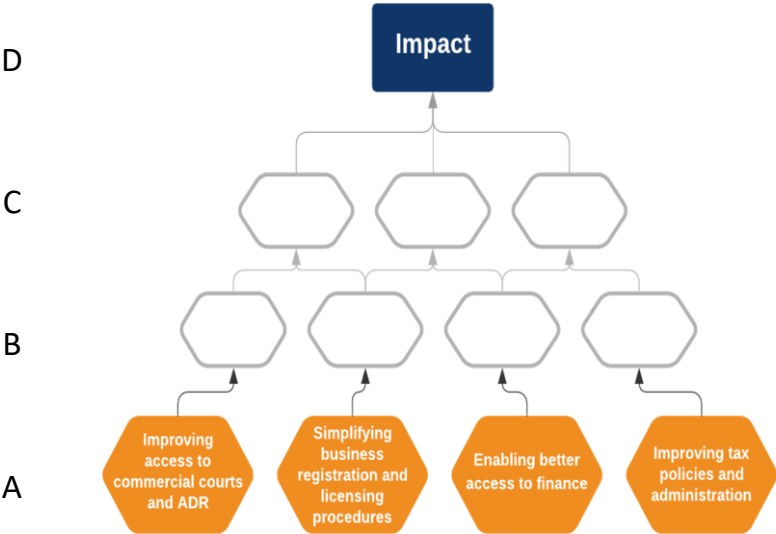 D
Impact
C
B
A
Improving
access to
commercial courts
and ADR
Simplifying
business
registration and
licensing
procedures
Enabling better
access to finance
Improving tax
policies and
administration